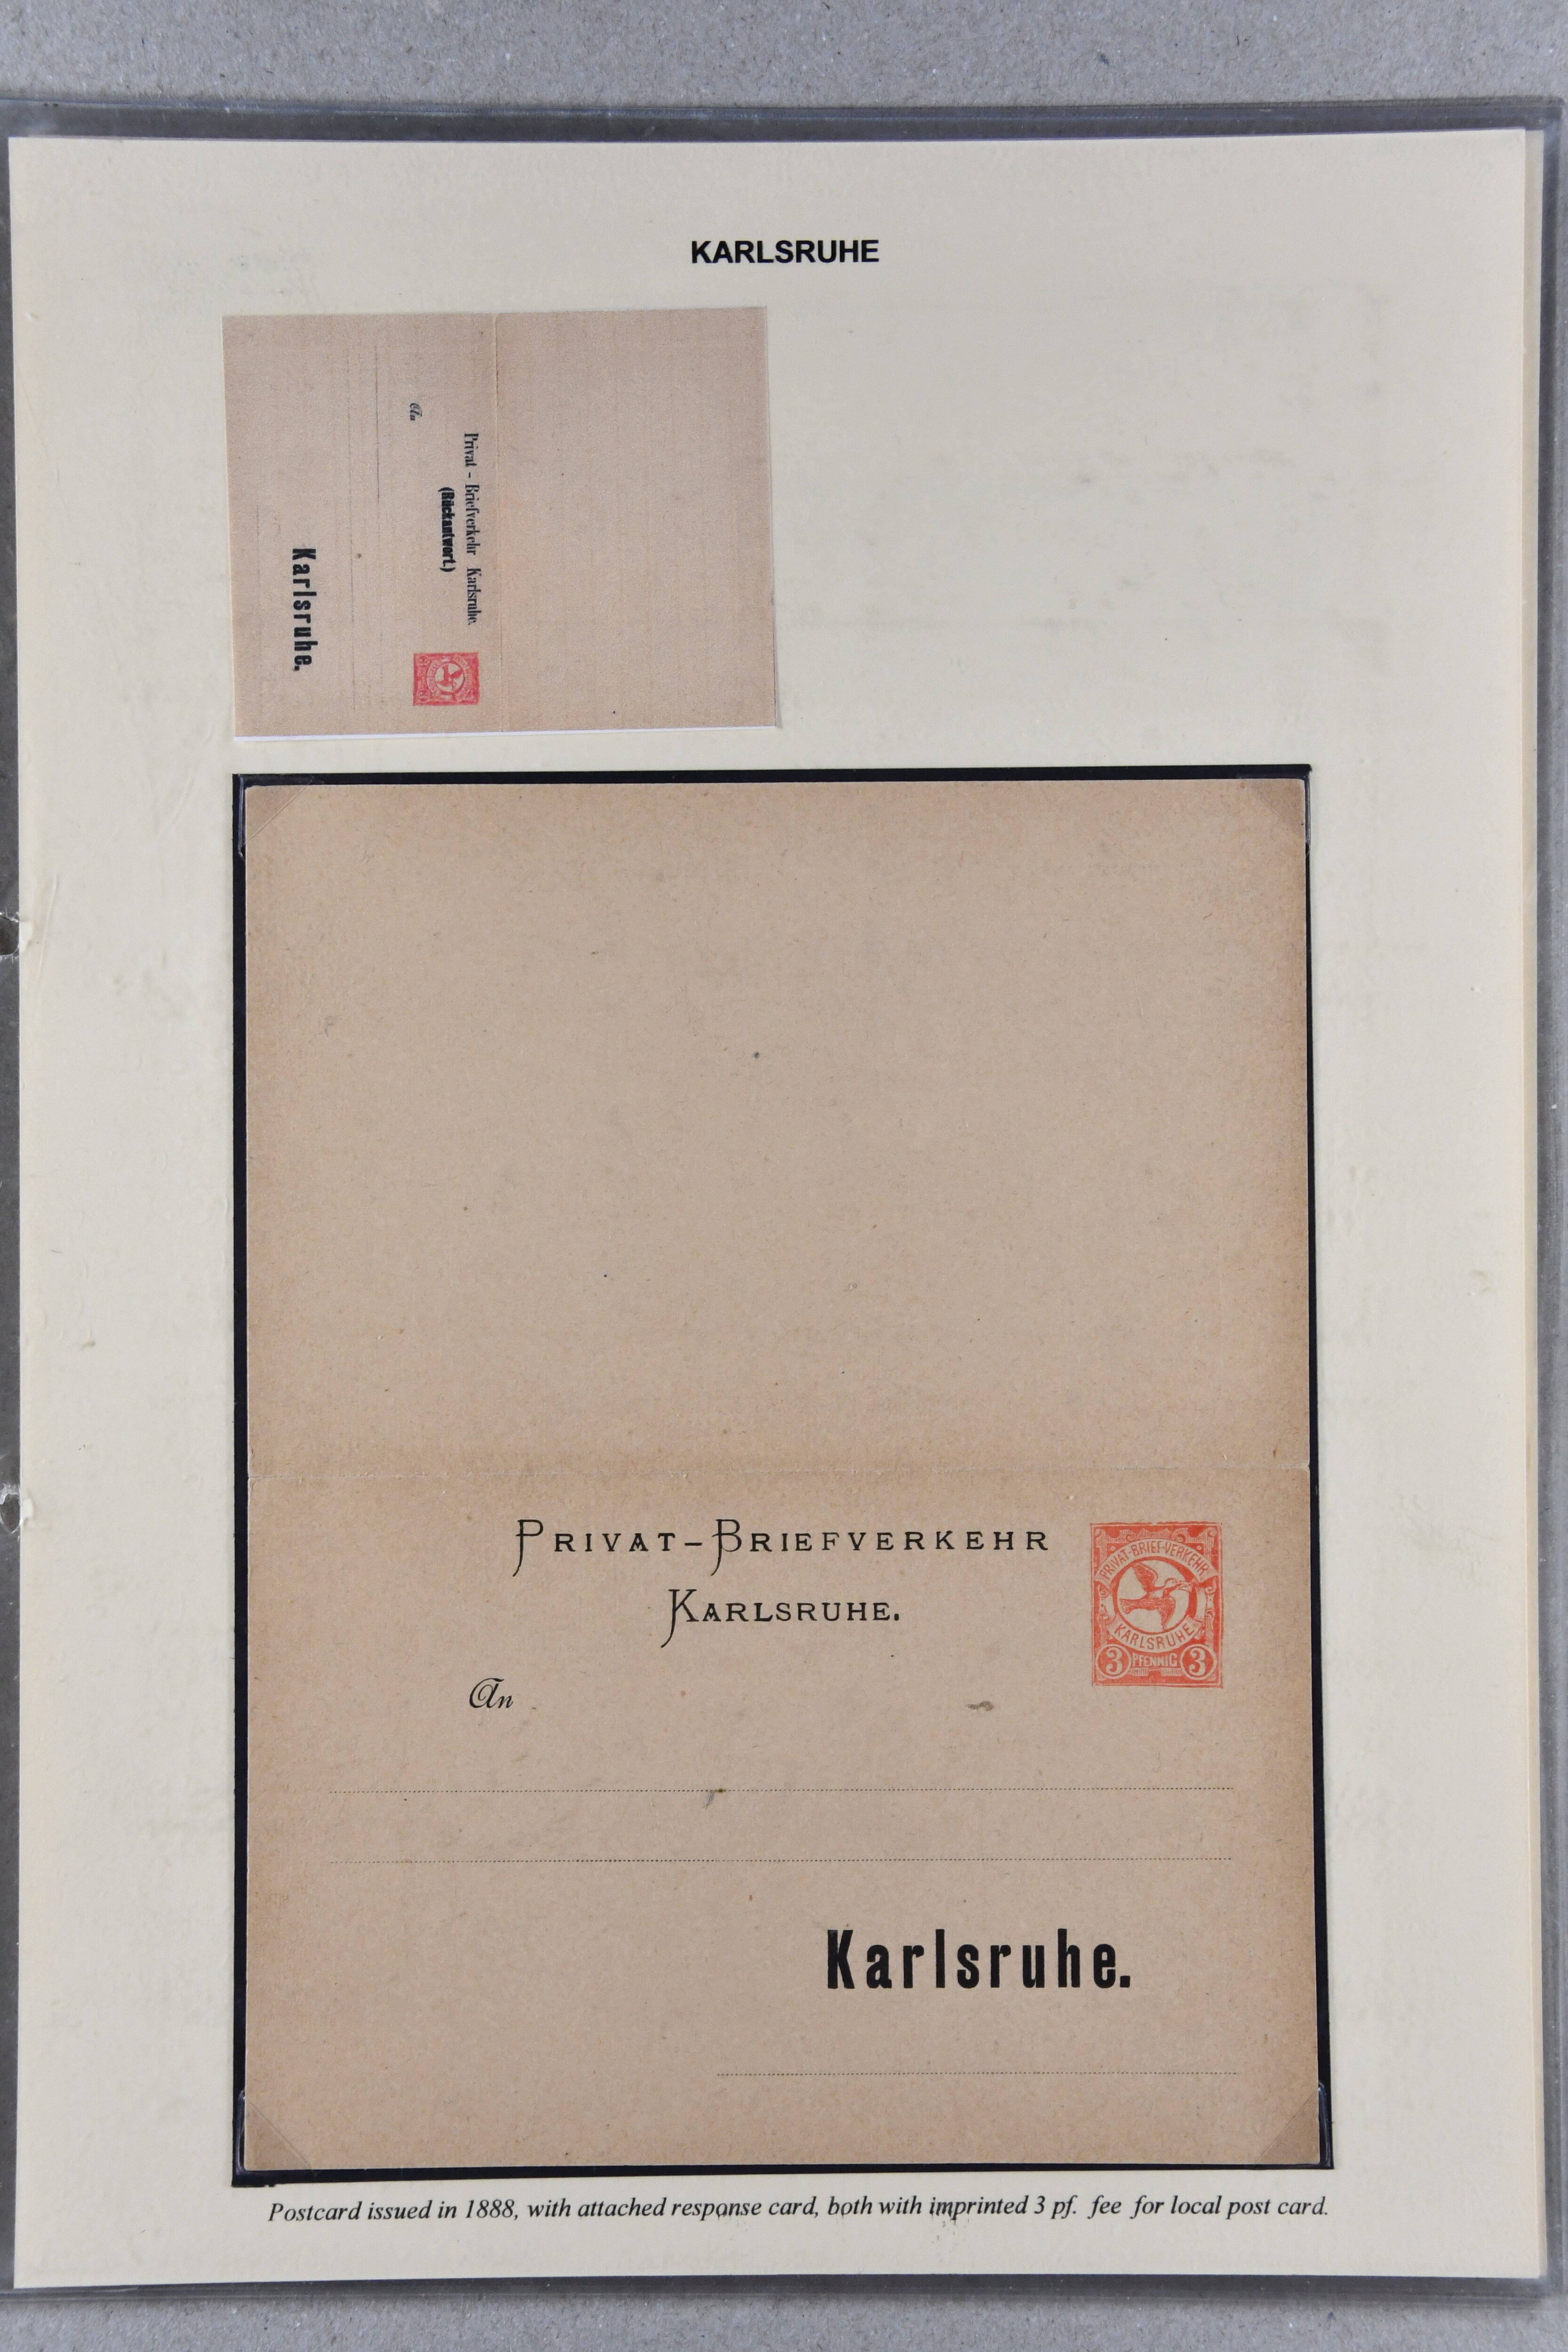 KARLSRUHE
Privat - Briefverkehr Karlsruhe.
(Rückantwort.)
An
Karlsruhe.
PRIVAT-BRIEFVERKEHR
KARLSRUHE.
PRIVAT-BRIEF-VERKEHR
KARLSRUHE
3 PFENNIG 3
An
Karlsruhe.
Postcard issued in 1888, with attached response card, both with imprinted 3 pf. fee for local post card.